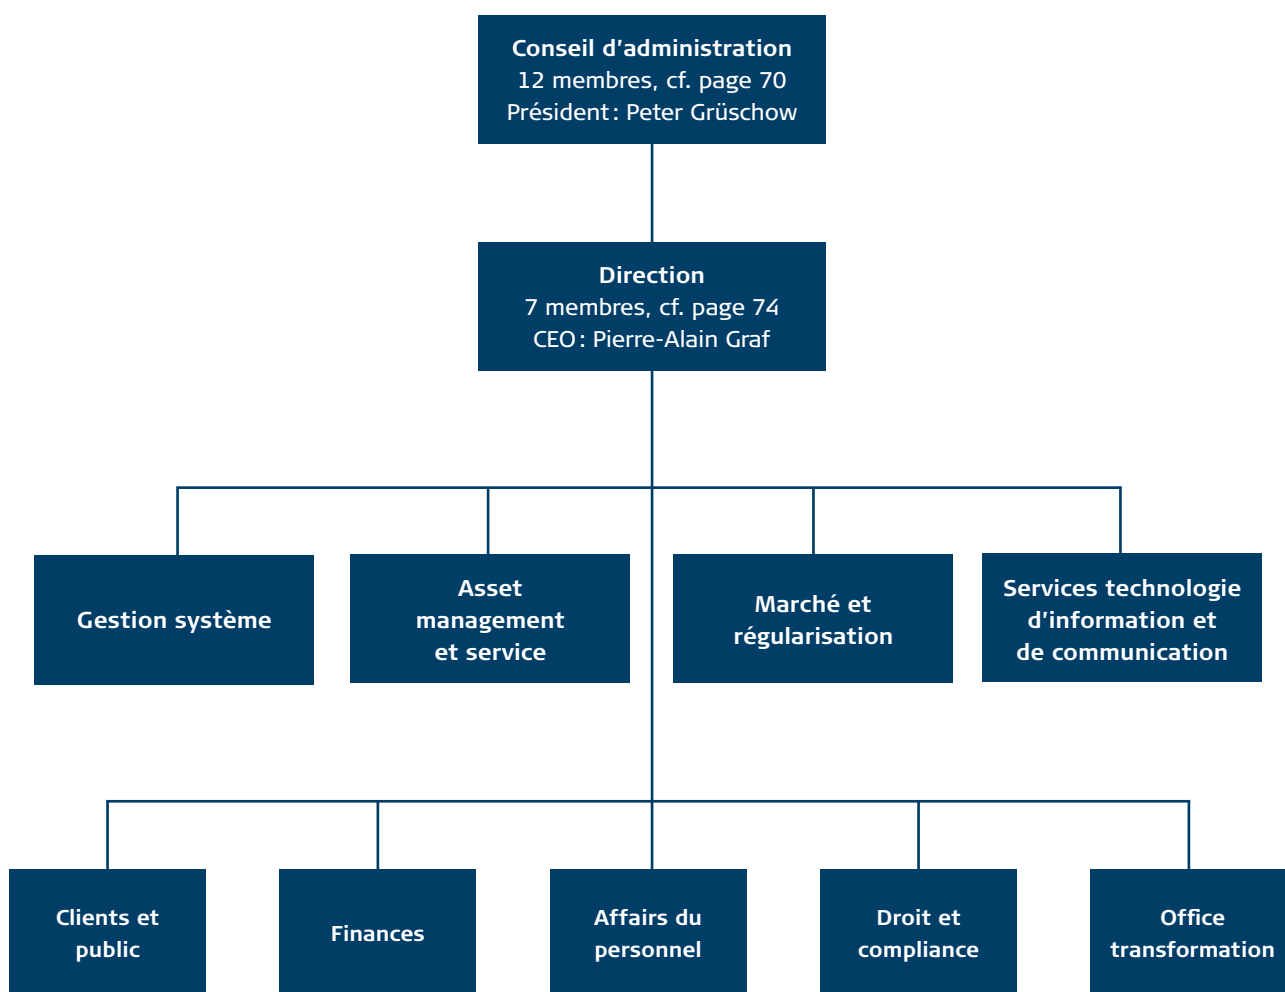 Conseil d'administration
12 membres, cf. page 70
Président: Peter Grüschow
Direction
7 membres, cf. page 74
CEO: Pierre-Alain Graf
Gestion système
Asset
management
et service
Marché et
régularisation
Services technologie
d'information et
de communication
Clients et
public
Finances
Affairs du
personnel
Droit et
compliance
Office
transformation